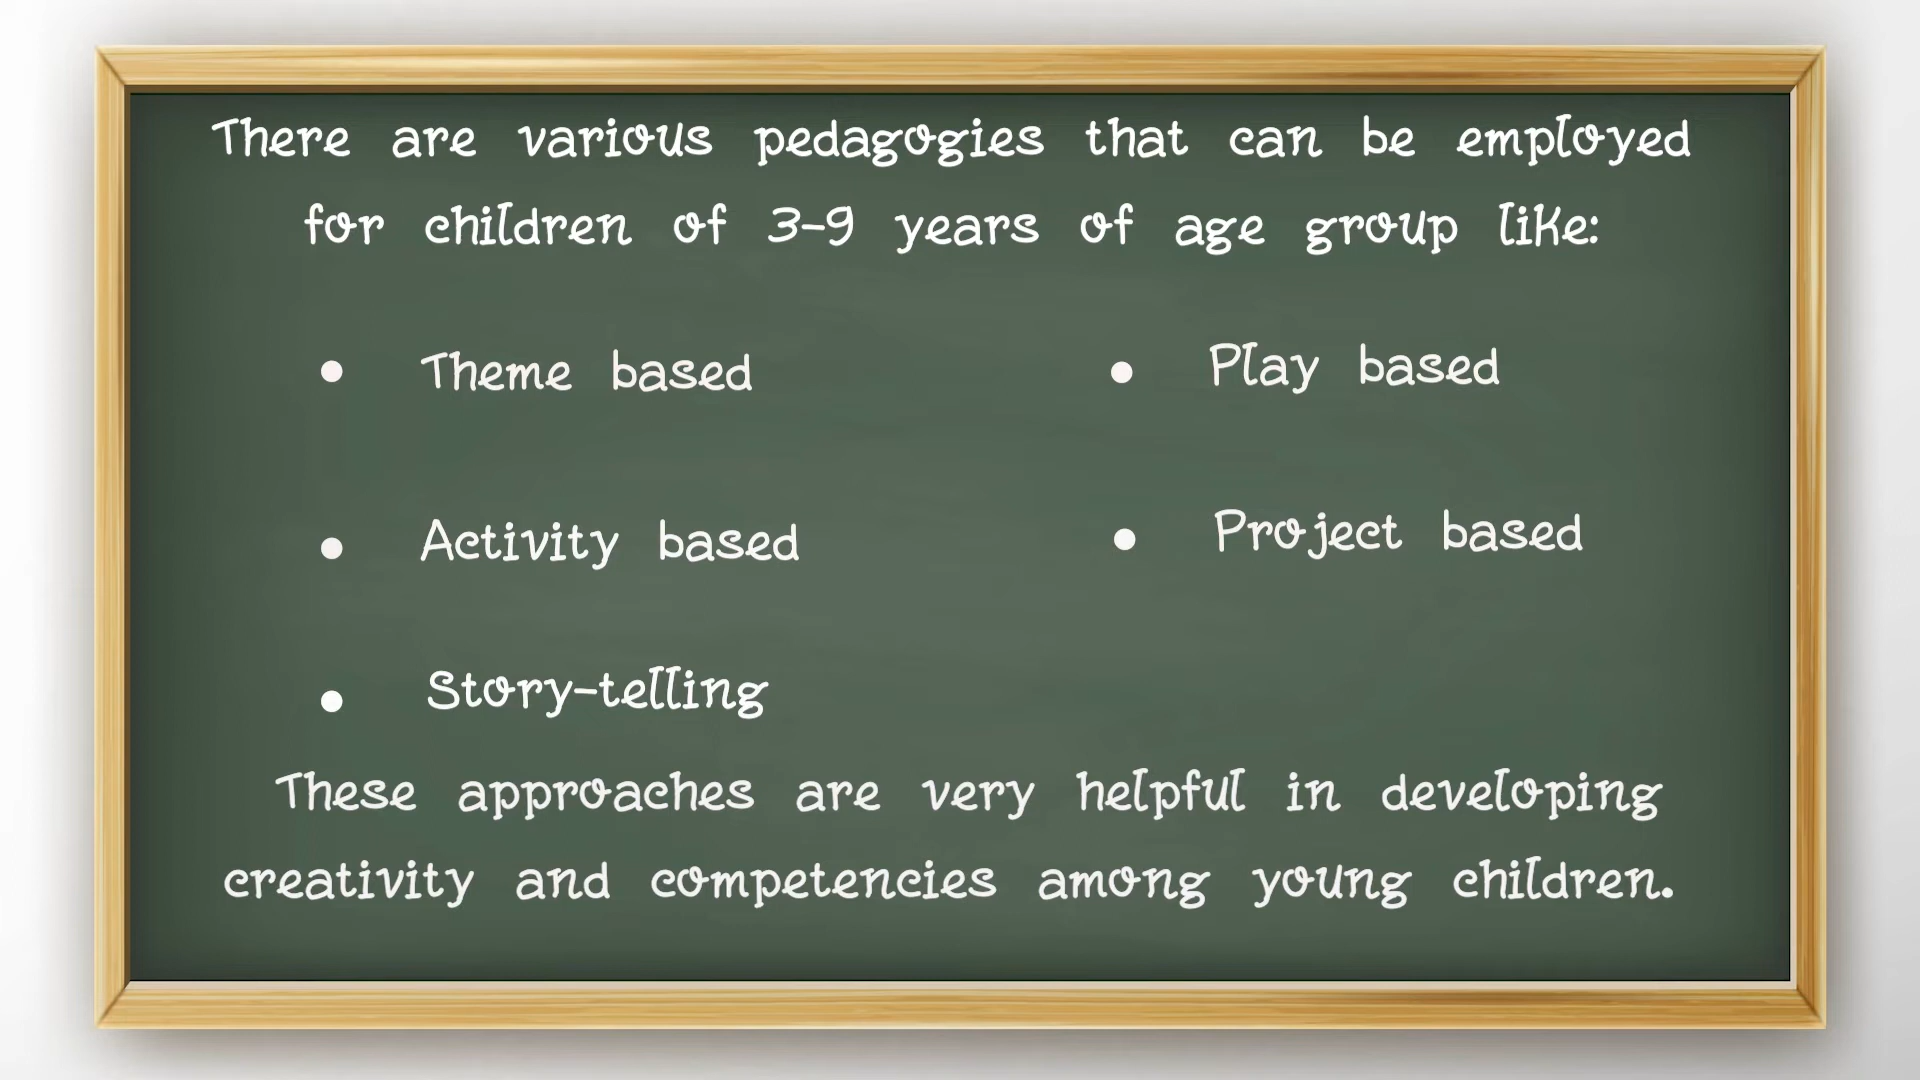 There are various pedagogies that can be employed
for children of 3-9 years of age group like:
• Theme based
• Play based
• Activity based
• Project based
• Story-telling
These approaches are very helpful in developing
creativity and competencies among young children.